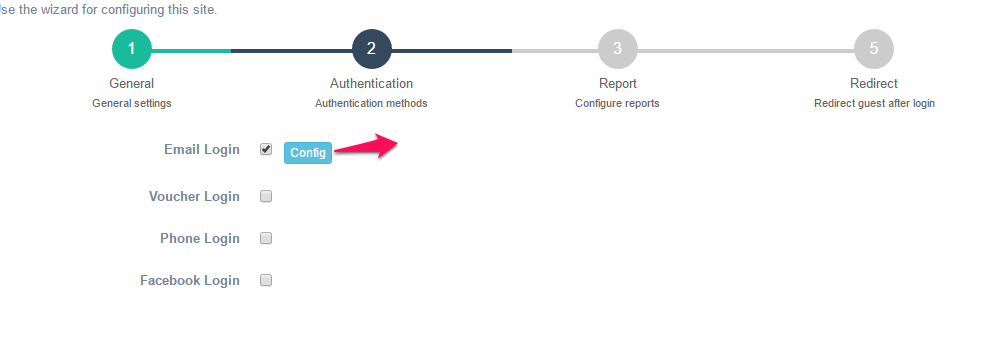 se the wizard for configuring this site.
1 2 3 5
General Authentication Report Redirect
General settings Authentication methods Configure reports Redirect guest after login
Email Login Config
Voucher Login
Phone Login
Facebook Login